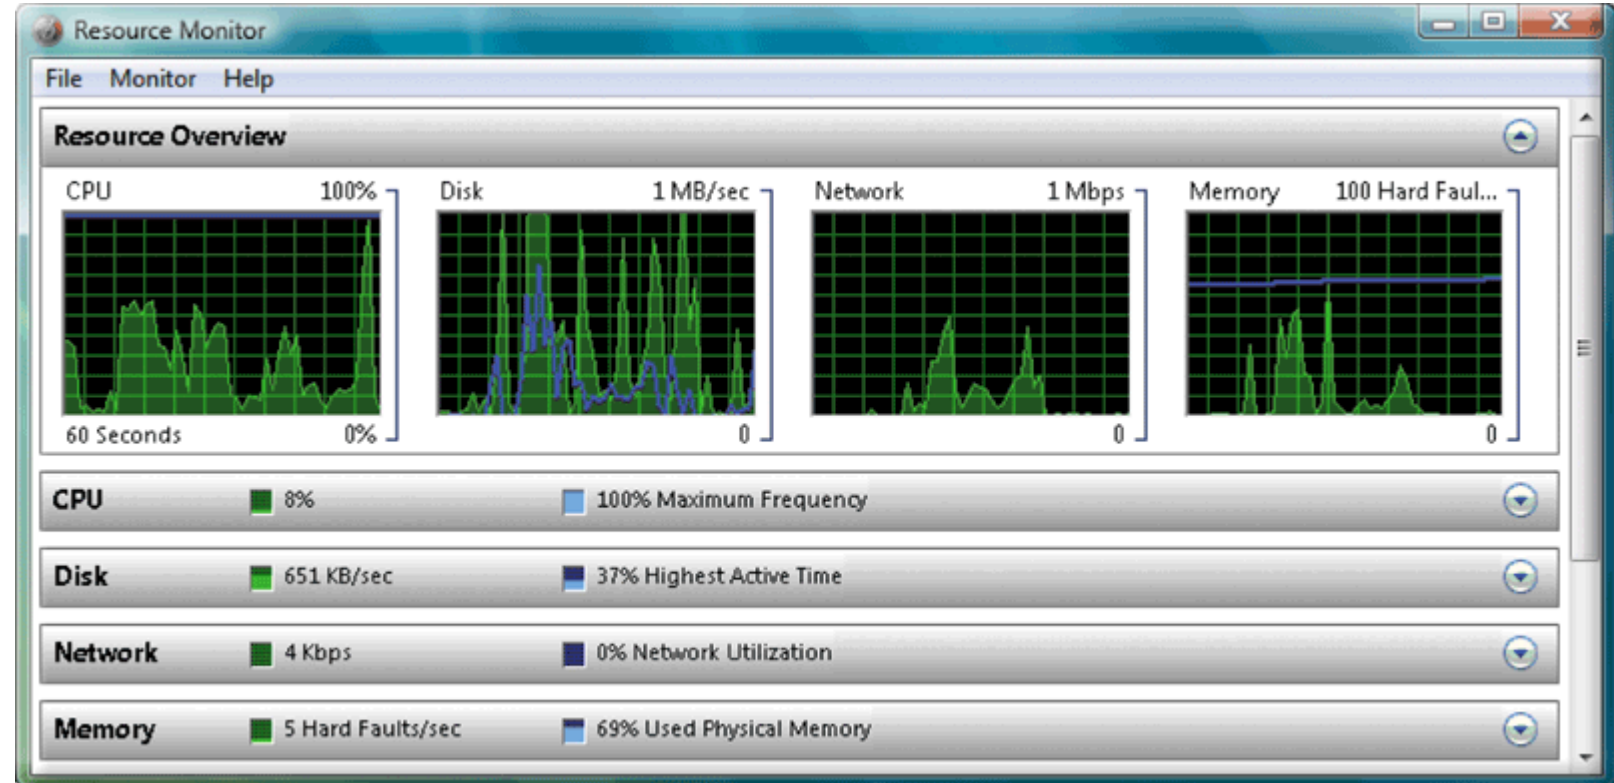 Resource Monitor
File Monitor Help
Resource Overview
CPU 100% Disk 1 MB/sec Network 1 Mbps Memory 100 Hard Faul...
60 Seconds 0% 0 0 0
CPU 8% 100% Maximum Frequency
Disk 651 KB/sec 37% Highest Active Time
Network 4 Kbps 0% Network Utilization
Memory 5 Hard Faults/sec 69% Used Physical Memory